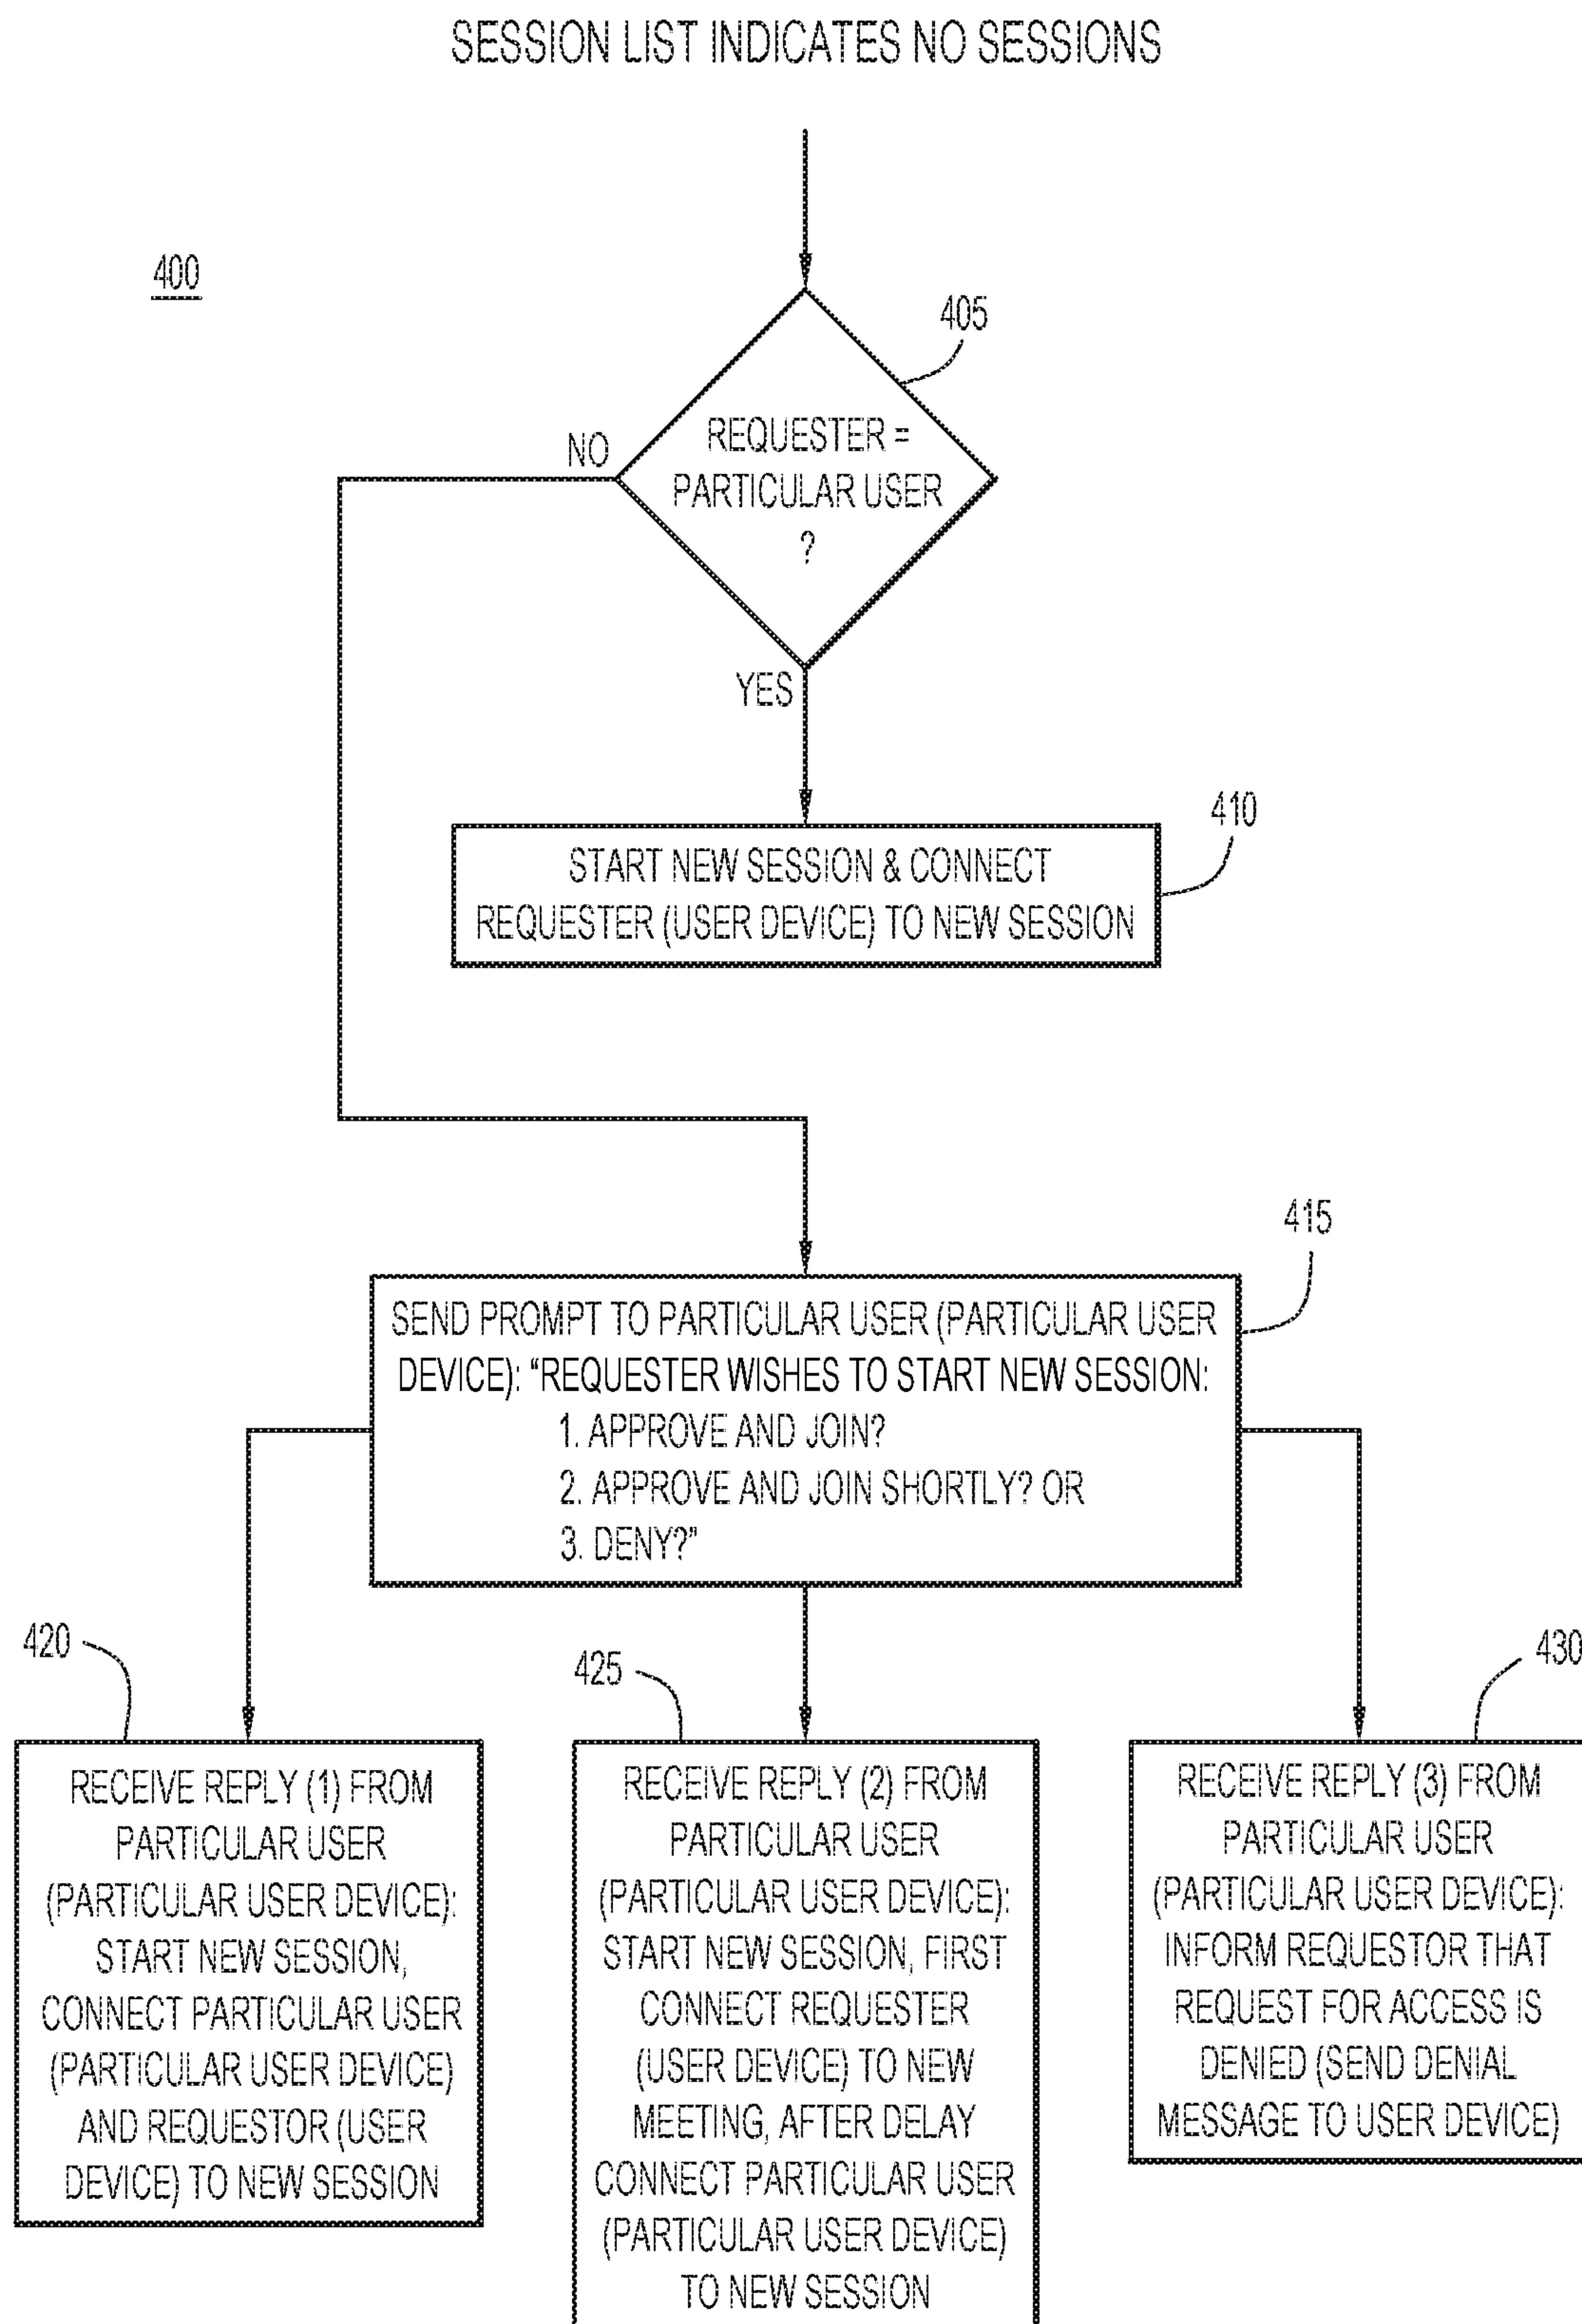 SESSION LIST INDICATES NO SESSIONS
400
405
REQUESTER =
PARTICULAR USER
?
NO
YES
410
START NEW SESSION & CONNECT
REQUESTER (USER DEVICE) TO NEW SESSION
415
SEND PROMPT TO PARTICULAR USER (PARTICULAR USER
DEVICE): “REQUESTER WISHES TO START NEW SESSION:
1. APPROVE AND JOIN?
2. APPROVE AND JOIN SHORTLY? OR
3. DENY?”
420
RECEIVE REPLY (1) FROM
PARTICULAR USER
(PARTICULAR USER DEVICE):
START NEW SESSION,
CONNECT PARTICULAR USER
(PARTICULAR USER DEVICE)
AND REQUESTOR (USER
DEVICE) TO NEW SESSION
425
RECEIVE REPLY (2) FROM
PARTICULAR USER
(PARTICULAR USER DEVICE):
START NEW SESSION, FIRST
CONNECT REQUESTER
(USER DEVICE) TO NEW
MEETING, AFTER DELAY
CONNECT PARTICULAR USER
(PARTICULAR USER DEVICE)
TO NEW SESSION
430
RECEIVE REPLY (3) FROM
PARTICULAR USER
(PARTICULAR USER DEVICE):
INFORM REQUESTOR THAT
REQUEST FOR ACCESS IS
DENIED (SEND DENIAL
MESSAGE TO USER DEVICE)